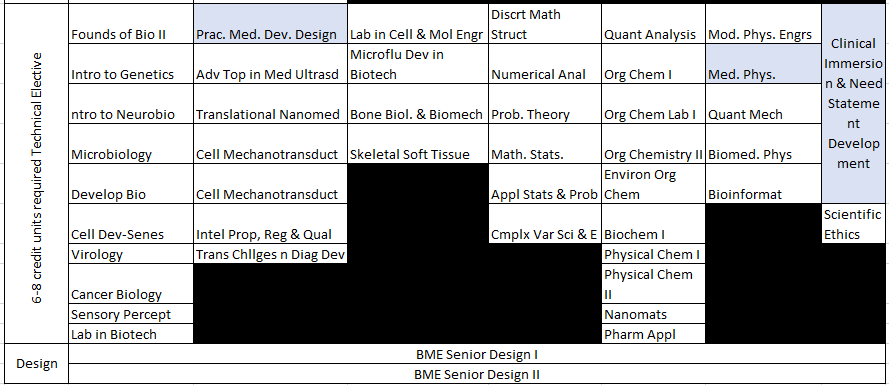 6-8 credit units required Technical Elective
Founds of Bio II
Prac. Med. Dev. Design
Lab in Cell & Mol Engr
Discrt Math
Struct
Quant Analysis
Mod. Phys. Engrs
Clinical
Immersio
n & Need
Stateme
nt
Develop
ment
Intro to Genetics
Adv Top in Med Ultrasd
Microflu Dev in
Biotech
Numerical Anal
Org Chem I
Med. Phys.
ntro to Neurobio
Translational Nanomed
Bone Biol. & Biomech
Prob. Theory
Org Chem Lab I
Quant Mech
Microbiology
Cell Mechanotransduct
Skeletal Soft Tissue
Math. Stats.
Org Chemistry II
Biomed. Phys
Develop Bio
Cell Mechanotransduct
Appl Stats & Prob
Environ Org
Chem
Bioinformat
Cell Dev-Senes
Intel Prop, Reg & Qual
Cmplx Var Sci & E
Biochem I
Scientific
Ethics
Virology
Trans Chllges n Diag Dev
Physical Chem I
Cancer Biology
Physical Chem
II
Sensory Percept
Nanomats
Lab in Biotech
Pharm Appl
Design
BME Senior Design I
BME Senior Design II